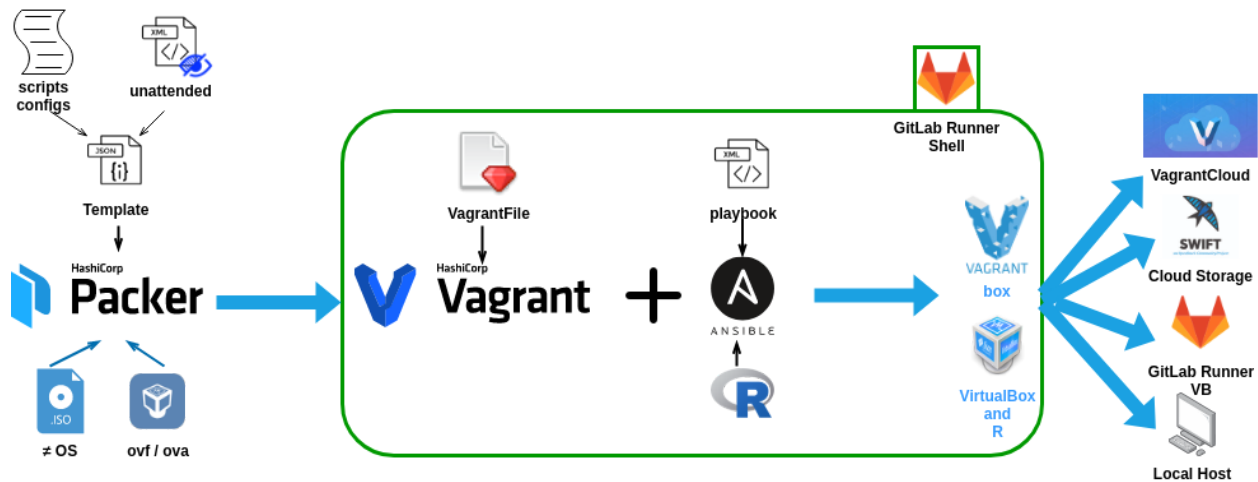 scripts
configs
XML
unattended
JSON
Template
HashiCorp
Packer
.ISO
≠ OS
ovf / ova
GitLab Runner
Shell
VagrantFile
HashiCorp
Vagrant
XML
playbook
ANSIBLE
R
VAGRANT
box
VirtualBox
and
R
VagrantCloud
SWIFT
Cloud Storage
GitLab Runner
VB
Local Host